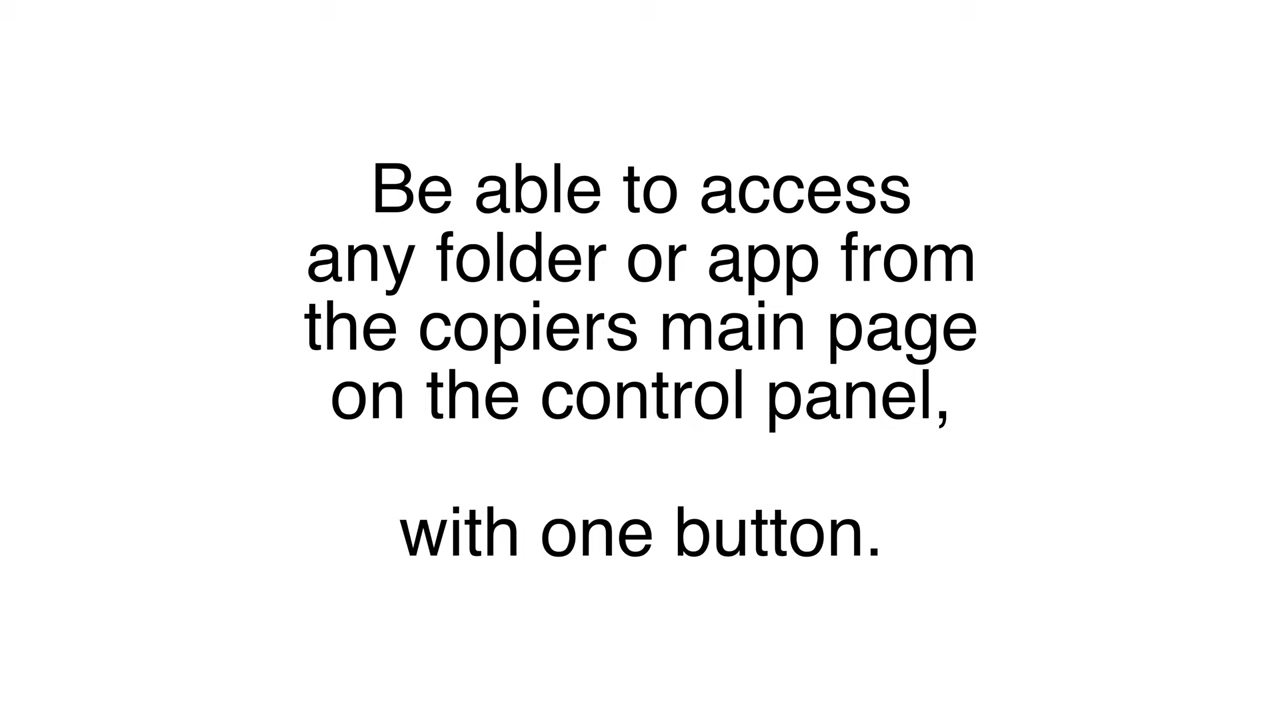 Be able to access
any folder or app from
the copiers main page
on the control panel,
with one button.